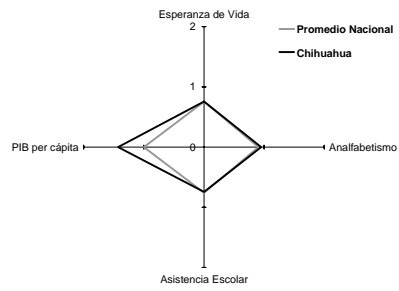 Esperanza de Vida
2
Promedio Nacional
Chihuahua
1
PIB per cápita
0
Analfabetismo
Asistencia Escolar